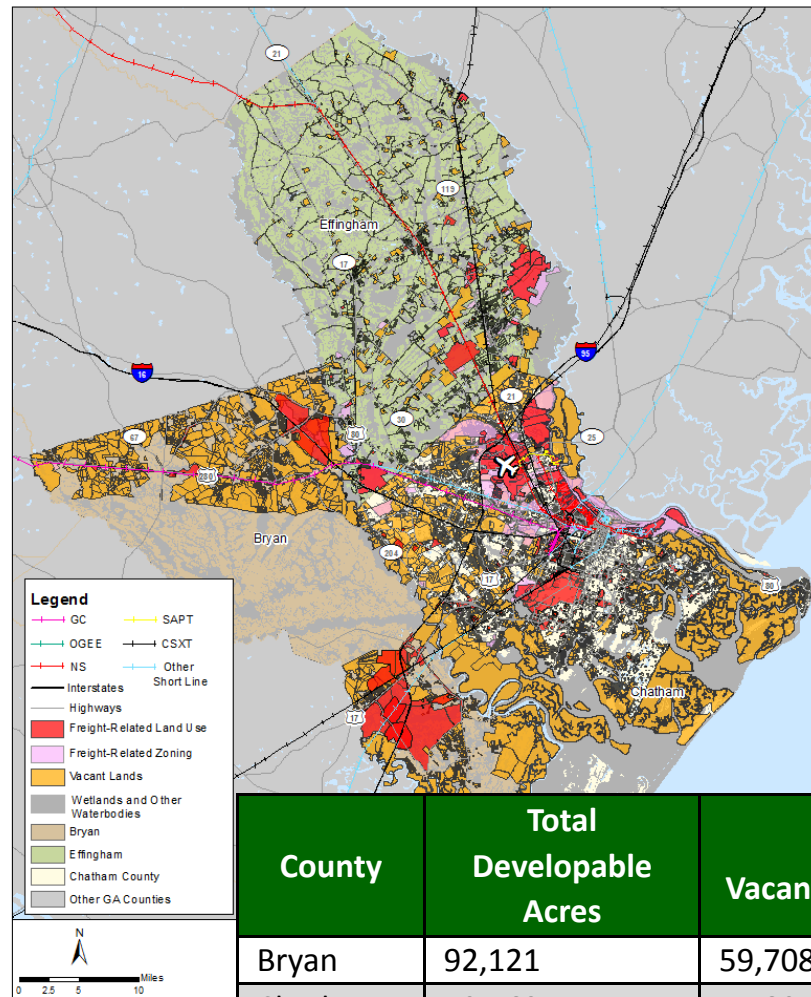 21
119
Effingham
17
16
95
21
30
25
67
80
280
Bryan
204
17
80
Chatham
17
Legend
GC
SAPT
OGEE
CSXT
NS
Other
Short Line
Interstates
Highways
Freight-Related Land Use
Freight-Related Zoning
Vacant Lands
Wetlands and Other
Waterbodies
Bryan
Effingham
Chatham County
Other GA Counties
N
Miles
0 2.5 5 10
County
Total
Developable
Acres
Vacan
Bryan
92,121
59,708